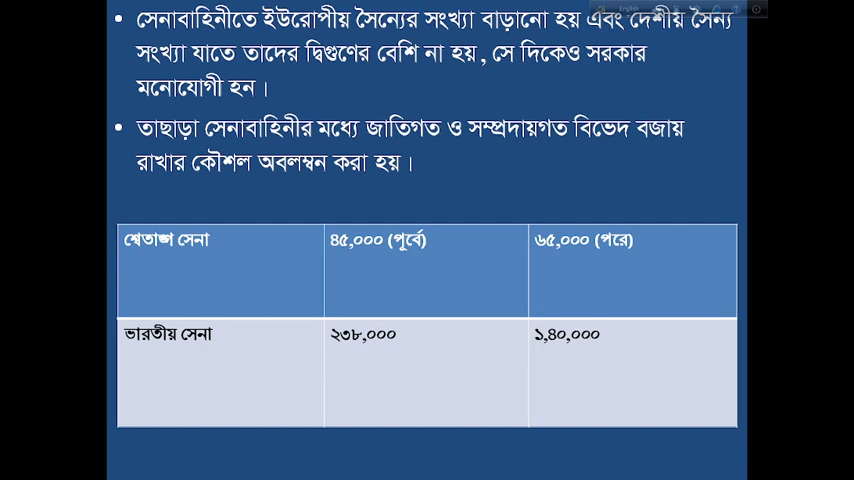 • সেনাবাহিনীতে ইউরোপীয় সৈন্যের সংখ্যা বাড়ানো হয় এবং দেশীয় সৈন্য
সংখ্যা যাতে তাদের দ্বিগুণের বেশি না হয়, সে দিকেও সরকার
মনোযোগী হন।
• তাছাড়া সেনাবাহিনীর মধ্যে জাতিগত ও সম্প্রদায়গত বিভেদ বজায়
রাখার কৌশল অবলম্বন করা হয়।
শ্বেতাঙ্গ সেনা ৪৫,০০০ (পূর্বে) ৬৫,০০০ (পরে)
ভারতীয় সেনা ২৩৮,০০০ ১,৪০,০০০
English